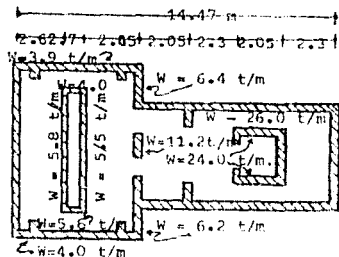 14.47 m
2.62 .7 2.05 2.05 2.3 2.05 2.3
W=3.9 t/m
W=4.0
W = 6.4 t/m
W = 26.0 t/m
W = 5.8 t/m
W = 5.5 t/m
W=11.2t/m
W=24.0 t/m.
W=5.6
W = 6.2 t/m
W=4.0 t/m